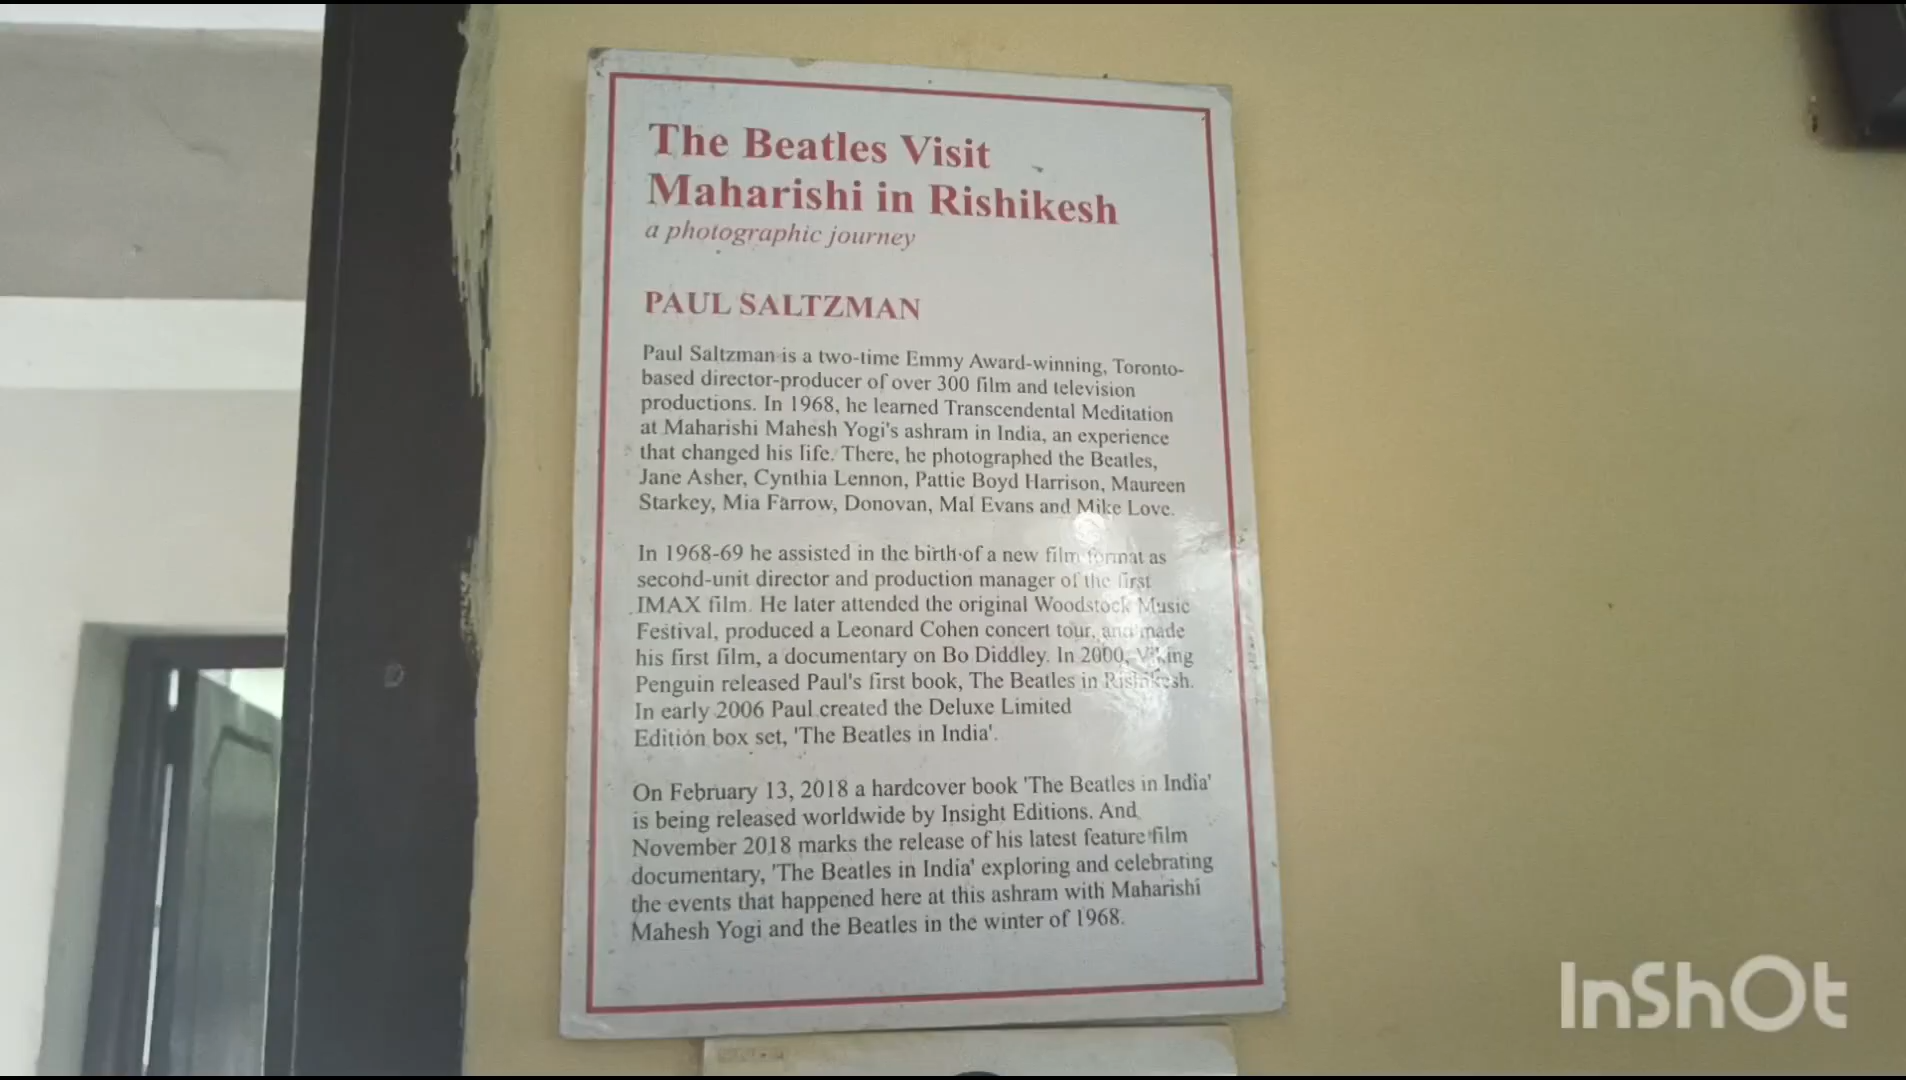 The Beatles Visit
Maharishi in Rishikesh
a photographic journey
PAUL SALTZMAN
Paul Saltzman is a two-time Emmy Award-winning, Toronto-
based director-producer of over 300 film and television
productions. In 1968, he learned Transcendental Meditation
at Maharishi Mahesh Yogi's ashram in India, an experience
that changed his life. There, he photographed the Beatles,
Jane Asher, Cynthia Lennon, Pattie Boyd Harrison, Maureen
Starkey, Mia Farrow, Donovan, Mal Evans and Mike Love.
In 1968-69 he assisted in the birth of a new film format as
second-unit director and production manager of the first
IMAX film. He later attended the original Woodstock Music
Festival, produced a Leonard Cohen concert tour, and made
his first film, a documentary on Bo Diddley. In 2000, Viking
Penguin released Paul's first book, The Beatles in Rishikesh.
In early 2006 Paul created the Deluxe Limited
Edition box set, 'The Beatles in India'.
On February 13, 2018 a hardcover book 'The Beatles in India'
is being released worldwide by Insight Editions. And
November 2018 marks the release of his latest feature film
documentary, 'The Beatles in India' exploring and celebrating
the events that happened here at this ashram with Maharishi
Mahesh Yogi and the Beatles in the winter of 1968.
InShOt